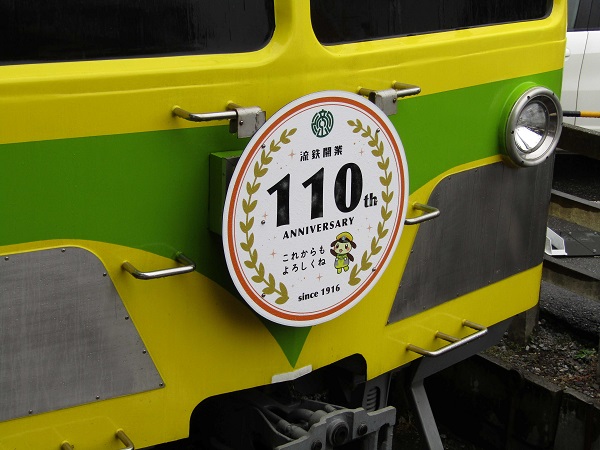 流鉄開業
110th
ANNIVERSARY
これからも
よろしくね
since 1916